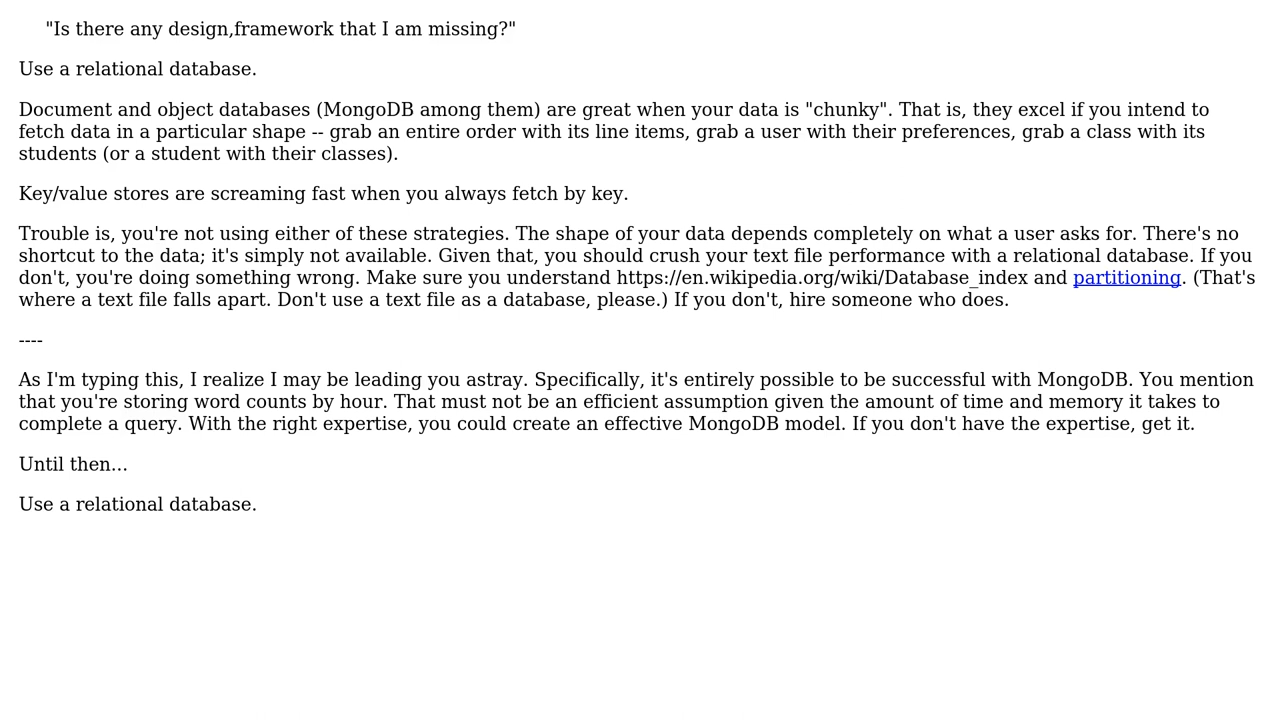 "Is there any design,framework that I am missing?"
Use a relational database.
Document and object databases (MongoDB among them) are great when your data is "chunky". That is, they excel if you intend to
fetch data in a particular shape -- grab an entire order with its line items, grab a user with their preferences, grab a class with its
students (or a student with their classes).
Key/value stores are screaming fast when you always fetch by key.
Trouble is, you're not using either of these strategies. The shape of your data depends completely on what a user asks for. There's no
shortcut to the data; it's simply not available. Given that, you should crush your text file performance with a relational database. If you
don't, you're doing something wrong. Make sure you understand https://en.wikipedia.org/wiki/Database_index and partitioning. (That's
where a text file falls apart. Don't use a text file as a database, please.) If you don't, hire someone who does.
----
As I'm typing this, I realize I may be leading you astray. Specifically, it's entirely possible to be successful with MongoDB. You mention
that you're storing word counts by hour. That must not be an efficient assumption given the amount of time and memory it takes to
complete a query. With the right expertise, you could create an effective MongoDB model. If you don't have the expertise, get it.
Until then...
Use a relational database.